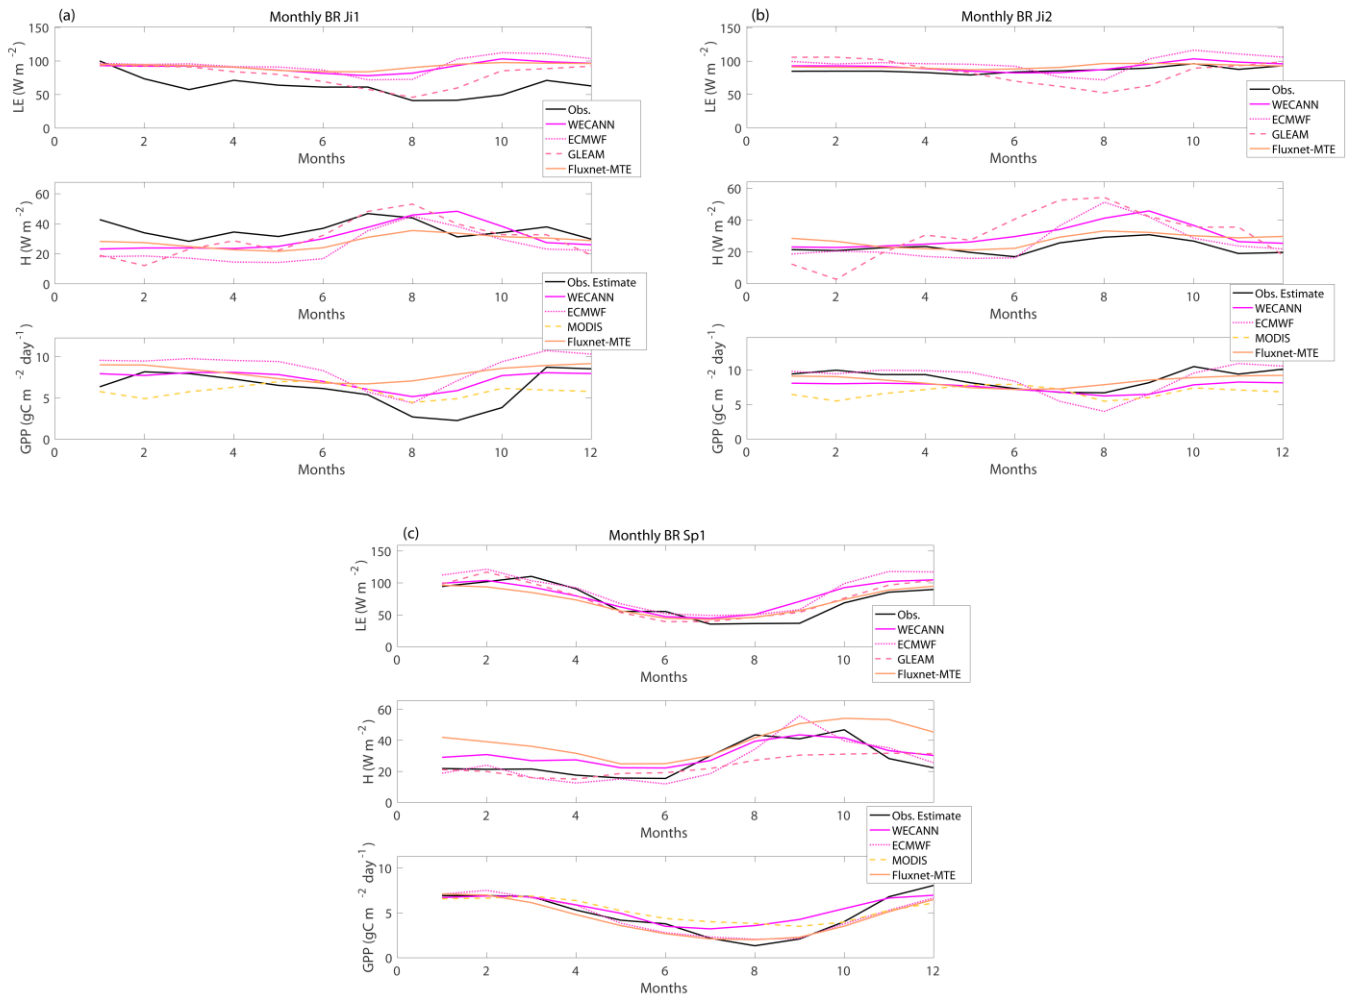 (a)
Monthly BR Ji1
LE (W m ⁻²)
150
100
50
0
0 2 4 6 8 10 12
Months
Obs.
WECANN
ECMWF
GLEAM
Fluxnet-MTE
H (W m ⁻²)
60
40
20
0
0 2 4 6 8 10 12
Months
Obs. Estimate
WECANN
ECMWF
MODIS
Fluxnet-MTE
GPP (gC m ⁻² day⁻¹)
10
5
0
0 2 4 6 8 10 12
Months
(b)
Monthly BR Ji2
LE (W m ⁻²)
150
100
50
0
0 2 4 6 8 10
Months
Obs.
WECANN
ECMWF
GLEAM
Fluxnet-MTE
H (W m ⁻²)
60
40
20
0
0 2 4 6 8 10 12
Months
Obs. Estimate
WECANN
ECMWF
MODIS
Fluxnet-MTE
GPP (gC m ⁻² day⁻¹)
10
5
0
0 2 4 6 8 10 12
Months
(c)
Monthly BR Sp1
LE (W m ⁻²)
150
100
50
0
0 2 4 6 8 10
Months
Obs.
WECANN
ECMWF
GLEAM
Fluxnet-MTE
H (W m ⁻²)
60
40
20
0
0 2 4 6 8 10 12
Months
Obs. Estimate
WECANN
ECMWF
MODIS
Fluxnet-MTE
GPP (gC m ⁻² day⁻¹)
10
5
0
0 2 4 6 8 10 12
Months